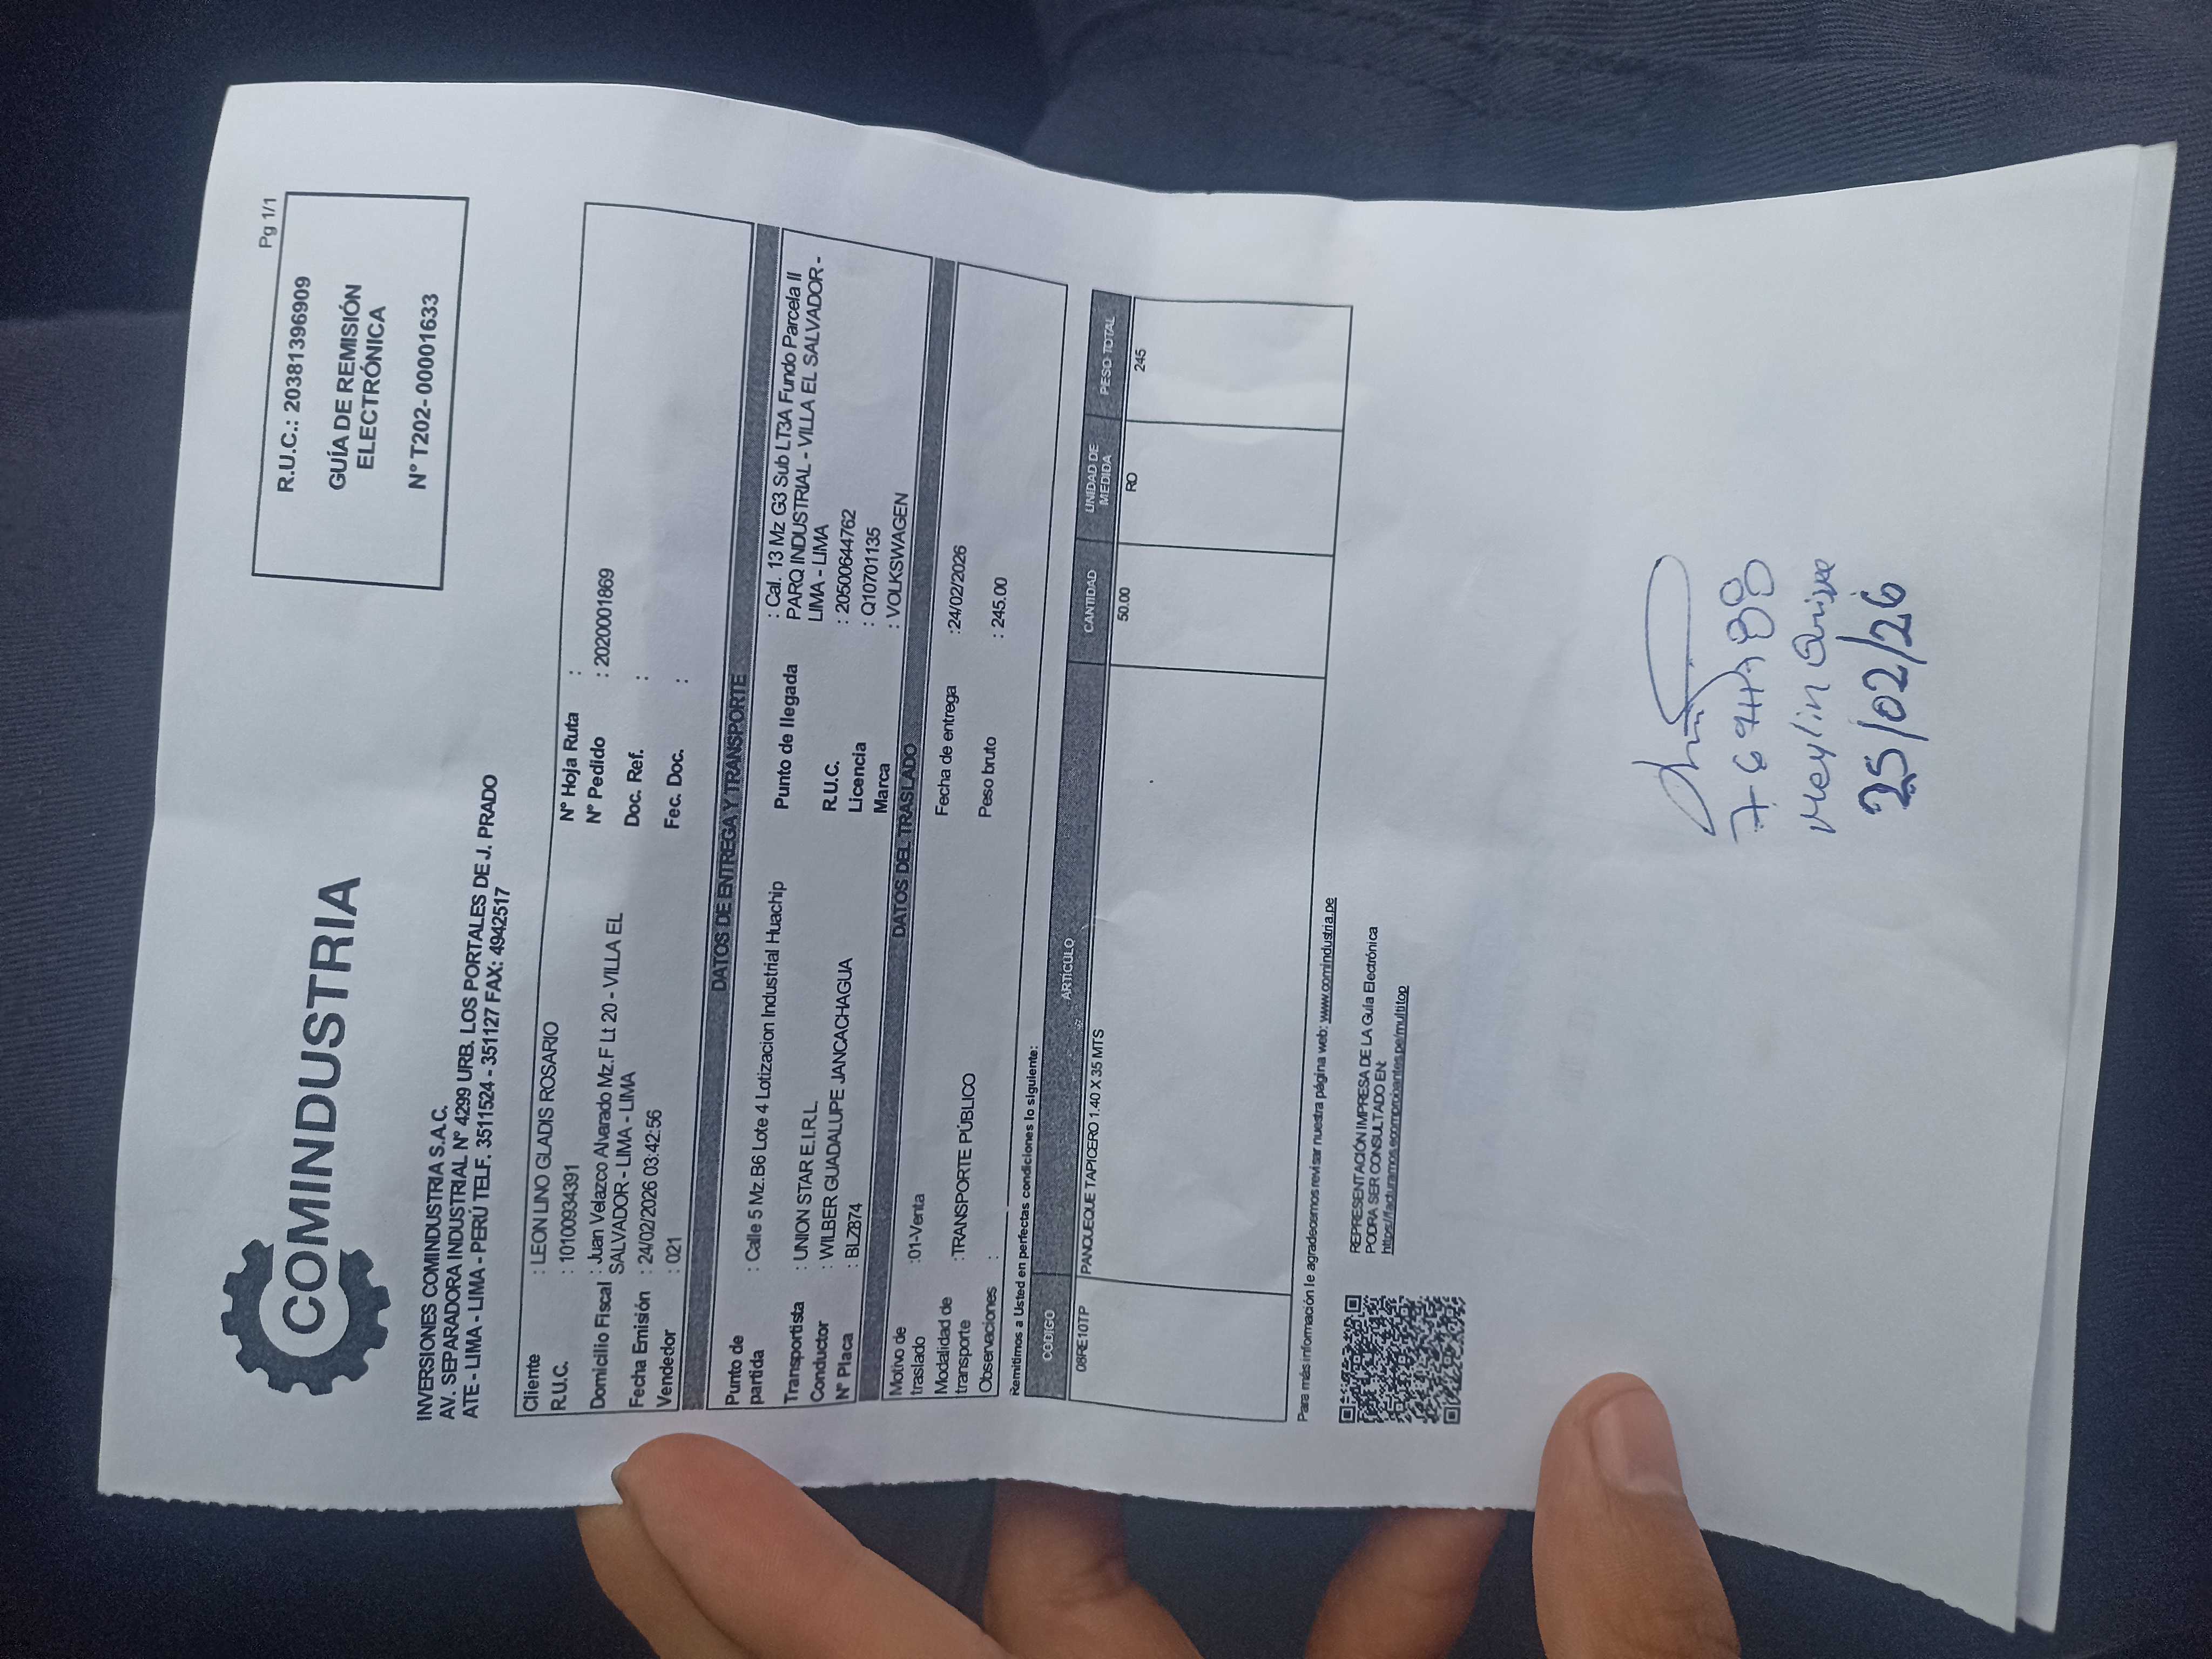 Pg 1/1
COMINDUSTRIA
R.U.C.: 20381396909
GUÍA DE REMISIÓN
ELECTRÓNICA
N° T202- 00001633
INVERSIONES COMINDUSTRIA S.A.C.
AV. SEPARADORA INDUSTRIAL N° 4299 URB. LOS PORTALES DE J. PRADO
ATE - LIMA - LIMA - PERÚ TELF. 3511524 - 351127 FAX: 4942517
Cliente : LEON LINO GLADIS ROSARIO
R.U.C. : 10100934391
Domicilio Fiscal : Juan Velazco Alvarado Mz.F Lt 20 - VILLA EL
SALVADOR - LIMA - LIMA
Fecha Emisión : 24/02/2026 03:42:56
Vendedor : 021
N° Hoja Ruta :
N° Pedido : 2020001869
Doc. Ref. :
Fec. Doc. :
DATOS DE ENTREGA Y TRANSPORTE
Punto de
partida : Calle 5 Mz.B6 Lote 4 Lotizacion Industrial Huachip
Transportista : UNION STAR E.I.R.L.
Conductor : WILBER GUADALUPE JANCACHAGUA
N° Placa : BLZ874
Punto de llegada : Cal. 13 Mz G3 Sub LT3A Fundo Parcela II
PARQ INDUSTRIAL - VILLA EL SALVADOR -
LIMA - LIMA
R.U.C. : 20500644762
Licencia : Q10701135
Marca : VOLKSWAGEN
DATOS DEL TRASLADO
Motivo de
traslado :01-Venta
Modalidad de
transporte :TRANSPORTE PÚBLICO
Observaciones :
Fecha de entrega :24/02/2026
Peso bruto : 245.00
Remitimos a Usted en perfectas condiciones lo siguiente:
CODIGO ARTÍCULO CANTIDAD UNIDAD DE MEDIDA PESO TOTAL
08RE10TP PANQUEQUE TAPICERO 1.40 X 35 MTS 50.00 RO 245
Para más información le agradecemos revisar nuestra página web: www.comindustria.pe
REPRESENTACIÓN IMPRESA DE LA Guía Electrónica
PODRA SER CONSULTADO EN:
https://facturamos.ecomprobantes.pe/multitop
25/02/26